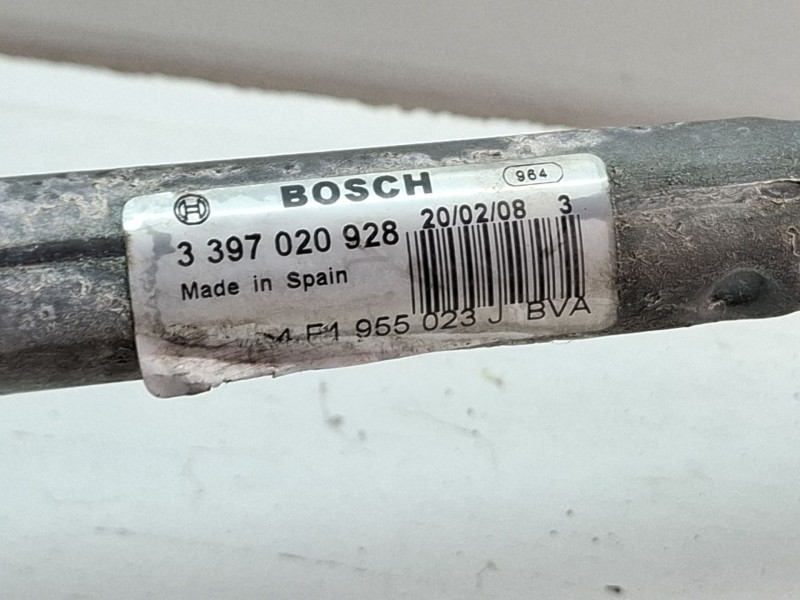 BOSCH 964
3 397 020 928 20/02/08 3
Made in Spain
4 F1 955 023 J BVA